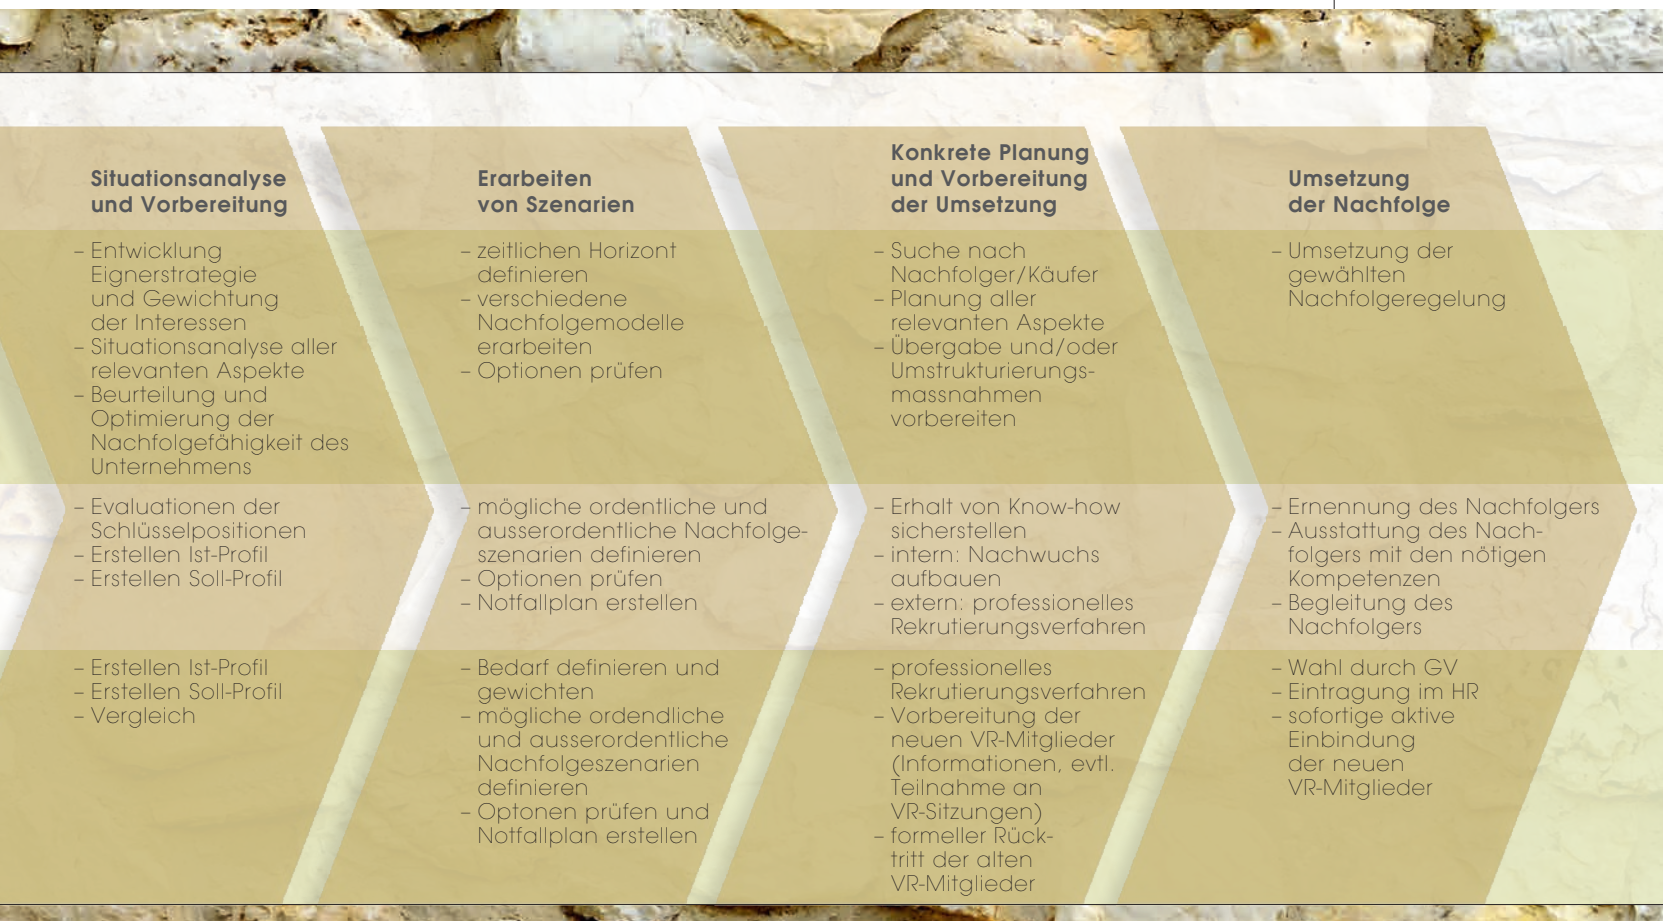 Situationsanalyse
und Vorbereitung
Erarbeiten
von Szenarien
Konkrete Planung
und Vorbereitung
der Umsetzung
Umsetzung
der Nachfolge
– Entwicklung
Eignerstrategie
und Gewichtung
der Interessen
– Situationsanalyse aller
relevanten Aspekte
– Beurteilung und
Optimierung der
Nachfolgefähigkeit des
Unternehmens
– zeitlichen Horizont
definieren
– verschiedene
Nachfolgemodelle
erarbeiten
– Optionen prüfen
– Suche nach
Nachfolger/Käufer
– Planung aller
relevanten Aspekte
– Übergabe und/oder
Umstrukturierungs-
massnahmen
vorbereiten
– Umsetzung der
gewählten
Nachfolgeregelung
– Evaluationen der
Schlüsselpositionen
– Erstellen Ist-Profil
– Erstellen Soll-Profil
– mögliche ordentliche und
ausserordentliche Nachfolge-
szenarien definieren
– Optionen prüfen
– Notfallplan erstellen
– Erhalt von Know-how
sicherstellen
– intern: Nachwuchs
aufbauen
– extern: professionelles
Rekrutierungsverfahren
– Ernennung des Nachfolgers
– Ausstattung des Nach-
folgers mit den nötigen
Kompetenzen
– Begleitung des
Nachfolgers
– Erstellen Ist-Profil
– Erstellen Soll-Profil
– Vergleich
– Bedarf definieren und
gewichten
– mögliche ordendliche
und ausserordentliche
Nachfolgeszenarien
definieren
– Optonen prüfen und
Notfallplan erstellen
– professionelles
Rekrutierungsverfahren
– Vorbereitung der
neuen VR-Mitglieder
(Informationen, evtl.
Teilnahme an
VR-Sitzungen)
– formeller Rück-
tritt der alten
VR-Mitglieder
– Wahl durch GV
– Eintragung im HR
– sofortige aktive
Einbindung
der neuen
VR-Mitglieder